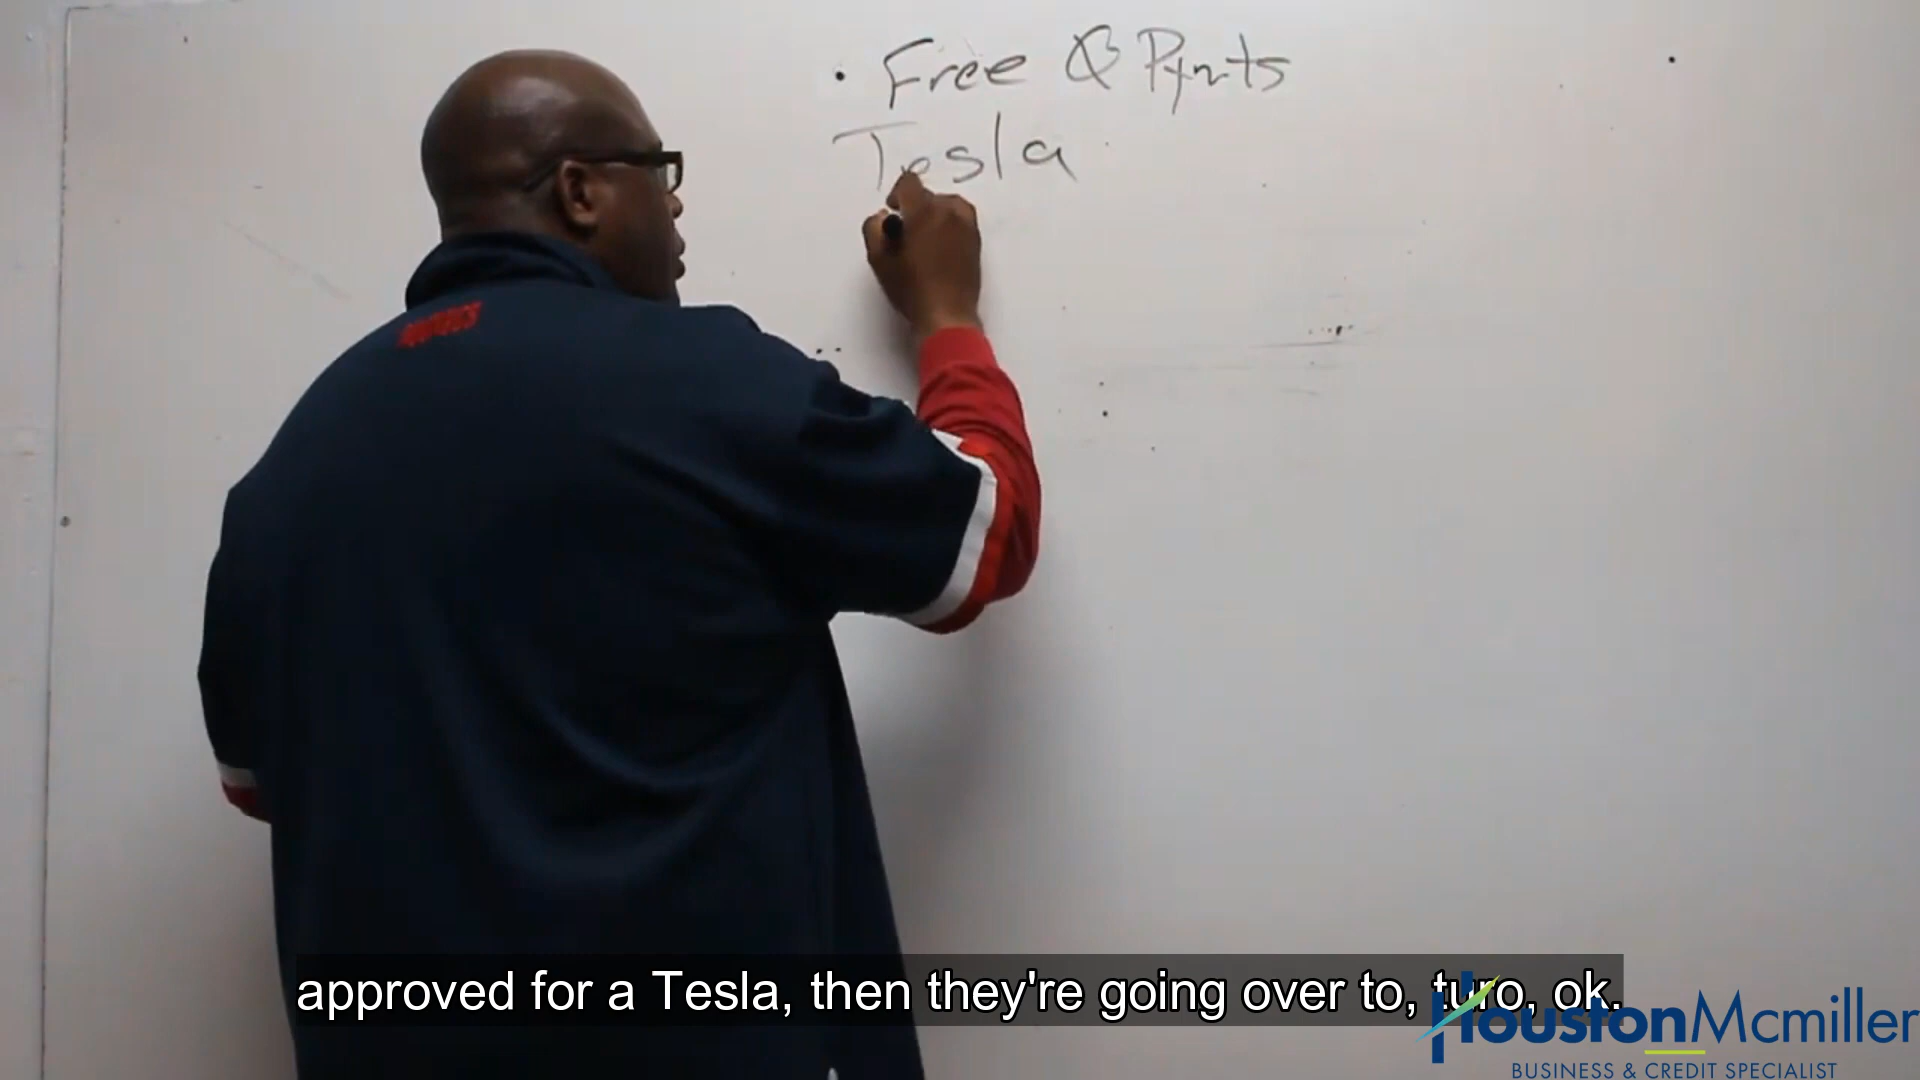 • Free & Pymts
Tesla
approved for a Tesla, then they're going over to, turo, ok.
HoustonMcmiller
BUSINESS & CREDIT SPECIALIST